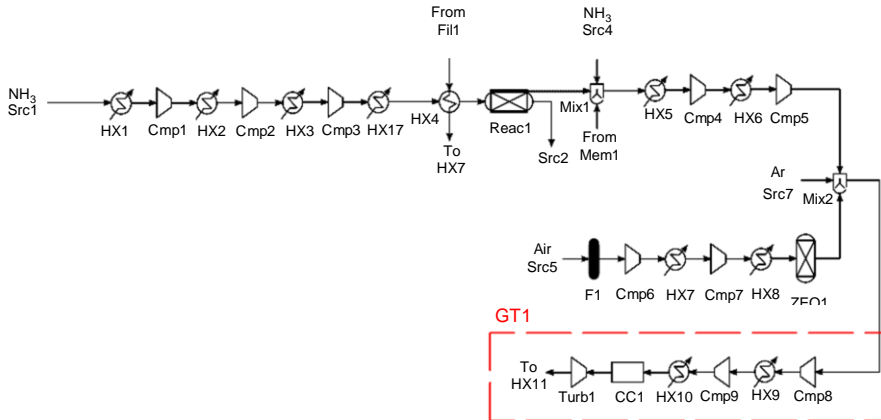 From
Fil1
NH3
Src4
NH3
Src1
HX1
Cmp1
HX2
Cmp2
HX3
Cmp3
HX17
HX4
Reac1
Mix1
HX5
Cmp4
HX6
Cmp5
To
HX7
Src2
From
Mem1
Ar
Src7
Mix2
Air
Src5
F1
Cmp6
HX7
Cmp7
HX8
GT1
To
HX11
Turb1
CC1
HX10
Cmp9
HX9
Cmp8